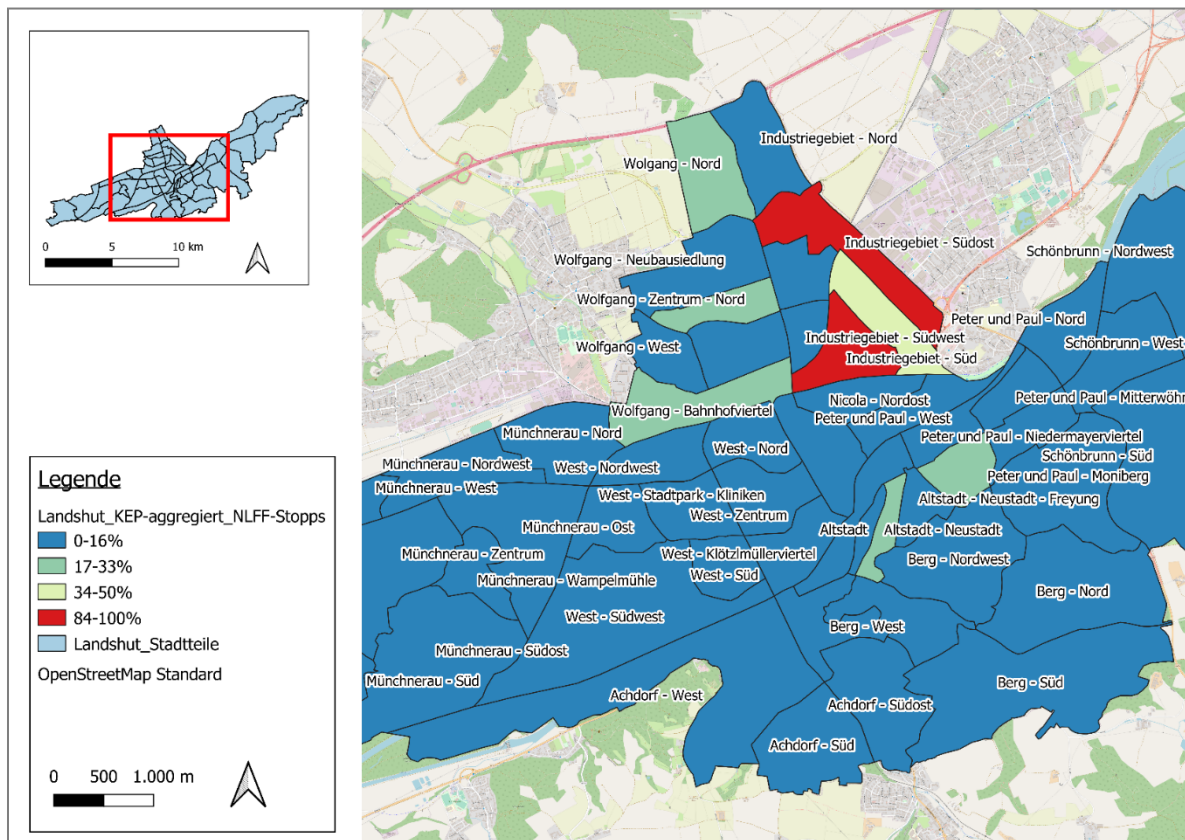 0
5
10 km
Legende
Landshut_KEP-aggregiert_NLFF-Stopps
0-16%
17-33%
34-50%
84-100%
Landshut_Stadtteile
OpenStreetMap Standard
0
500
1.000 m
Industriegebiet - Nord
Wolgang - Nord
Industriegebiet - Südost
Schönbrunn - Nordwest
Wolfgang - Neubausiedlung
Wolfgang - Zentrum - Nord
Peter und Paul - Nord
Industriegebiet - Südwest
Schönbrunn - West
Wolfgang - West
Industriegebiet - Süd
Nicola - Nordost
Peter und Paul - Mitterwöhr
Wolfgang - Bahnhofviertel
Peter und Paul - West
Münchnerau - Nord
Peter und Paul - Niedermayerviertel
West - Nord
Schönbrunn - Süd
Münchnerau - Nordwest
West - Nordwest
Peter und Paul - Moniberg
Münchnerau - West
West - Stadtpark - Kliniken
Altstadt - Neustadt - Freyung
West - Zentrum
Münchnerau - Ost
Altstadt
Altstadt - Neustadt
Münchnerau - Zentrum
West - Klötzlmüllerviertel
Berg - Nordwest
West - Süd
Münchnerau - Wampelmühle
Berg - Nord
West - Südwest
Berg - West
Münchnerau - Südost
Münchnerau - Süd
Berg - Süd
Achdorf - West
Achdorf - Südost
Achdorf - Süd